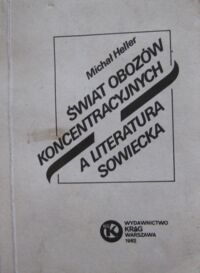 Michał Heller
ŚWIAT OBOZÓW
KONCENTRACYJNYCH
A LITERATURA
SOWIECKA
WYDAWNICTWO
KRĄG
WARSZAWA
1982